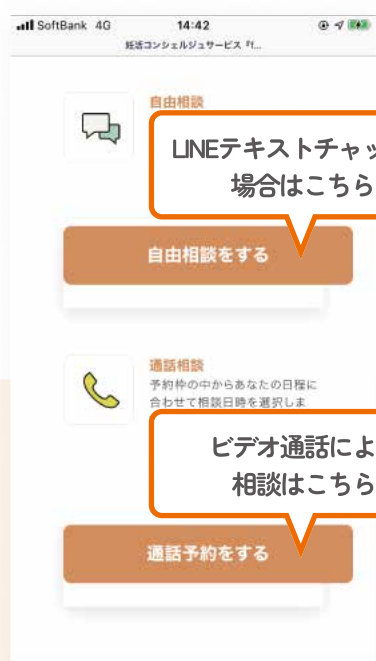 SoftBank 4G 14:42
妊活コンシェルジュサービス『f...
自由相談
LINEテキストチャッ
場合はこちら
自由相談をする
通話相談
予約枠の中からあなたの日程に
合わせて相談日時を選択しま
ビデオ通話によ
相談はこちら
通話予約をする